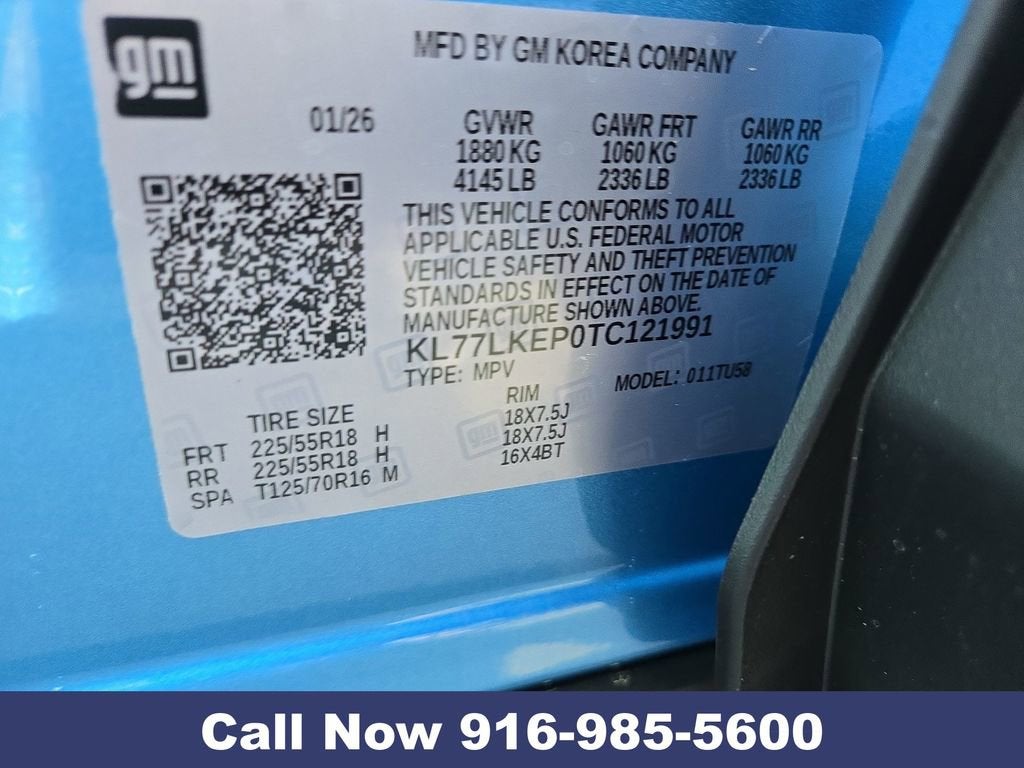 gm
MFD BY GM KOREA COMPANY
01/26 GVWR GAWR FRT GAWR RR
1880 KG 1060 KG 1060 KG
4145 LB 2336 LB 2336 LB
THIS VEHICLE CONFORMS TO ALL
APPLICABLE U.S. FEDERAL MOTOR
VEHICLE SAFETY AND THEFT PREVENTION
STANDARDS IN EFFECT ON THE DATE OF
MANUFACTURE SHOWN ABOVE.
KL77LKEP0TC121991
TYPE: MPV MODEL: 011TU58
TIRE SIZE RIM
FRT 225/55R18 H 18X7.5J
RR 225/55R18 H 18X7.5J
SPA T125/70R16 M 16X4BT
Call Now 916-985-5600